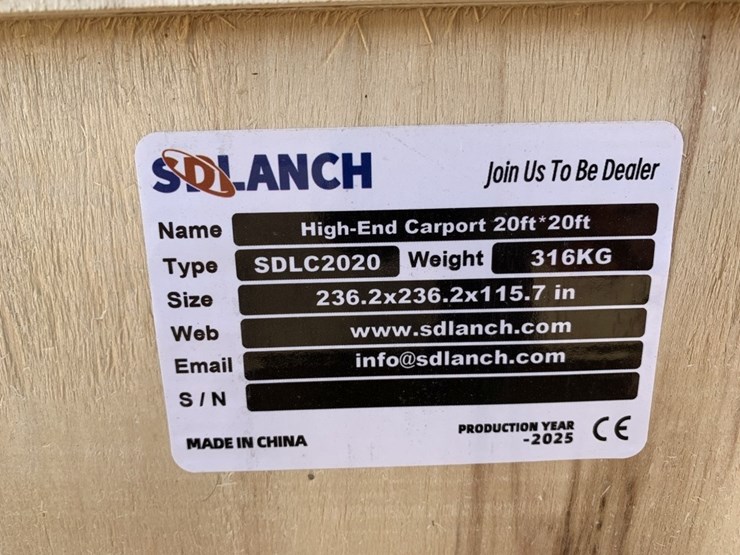 SDLANCH
Join Us To Be Dealer
Name High-End Carport 20ft*20ft
Type SDLC2020 Weight 316KG
Size 236.2x236.2x115.7 in
Web www.sdlanch.com
Email info@sdlanch.com
S/N
MADE IN CHINA
PRODUCTION YEAR
-2025
CE